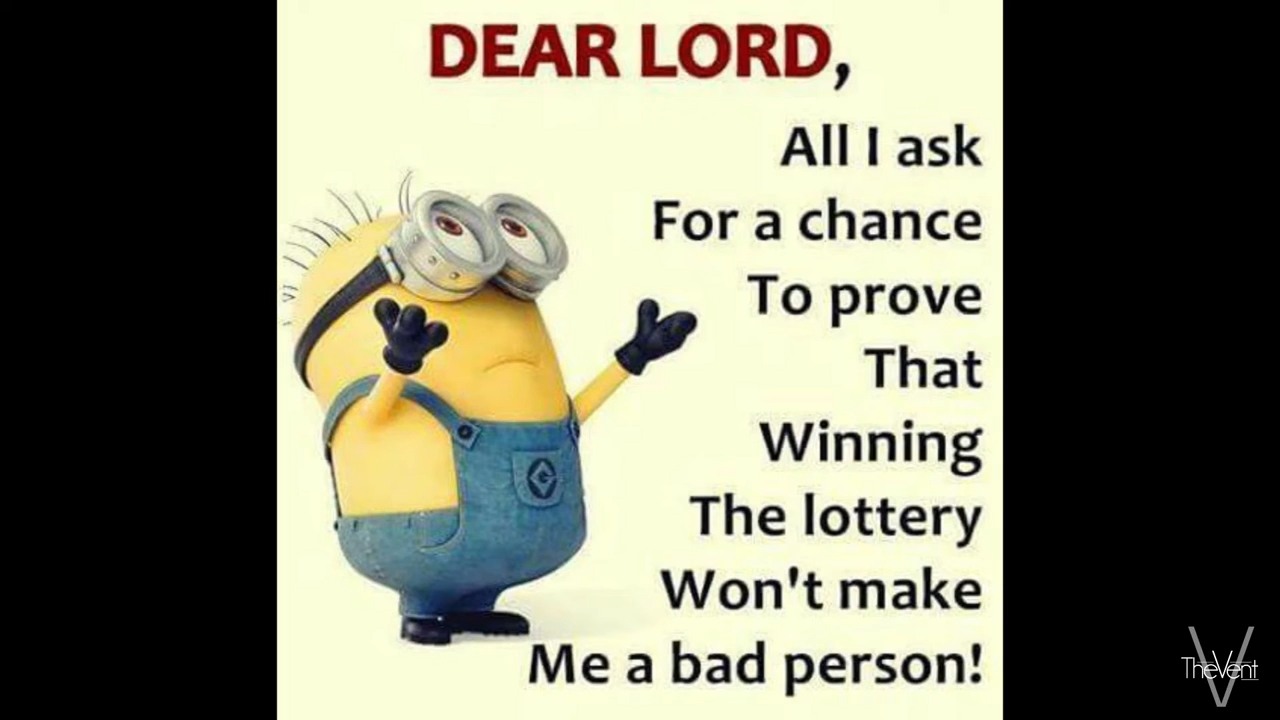 DEAR LORD,
All I ask
For a chance
To prove
That
Winning
The lottery
Won't make
Me a bad person!
V
TheVent